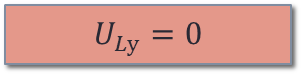 U_{Ly} = 0